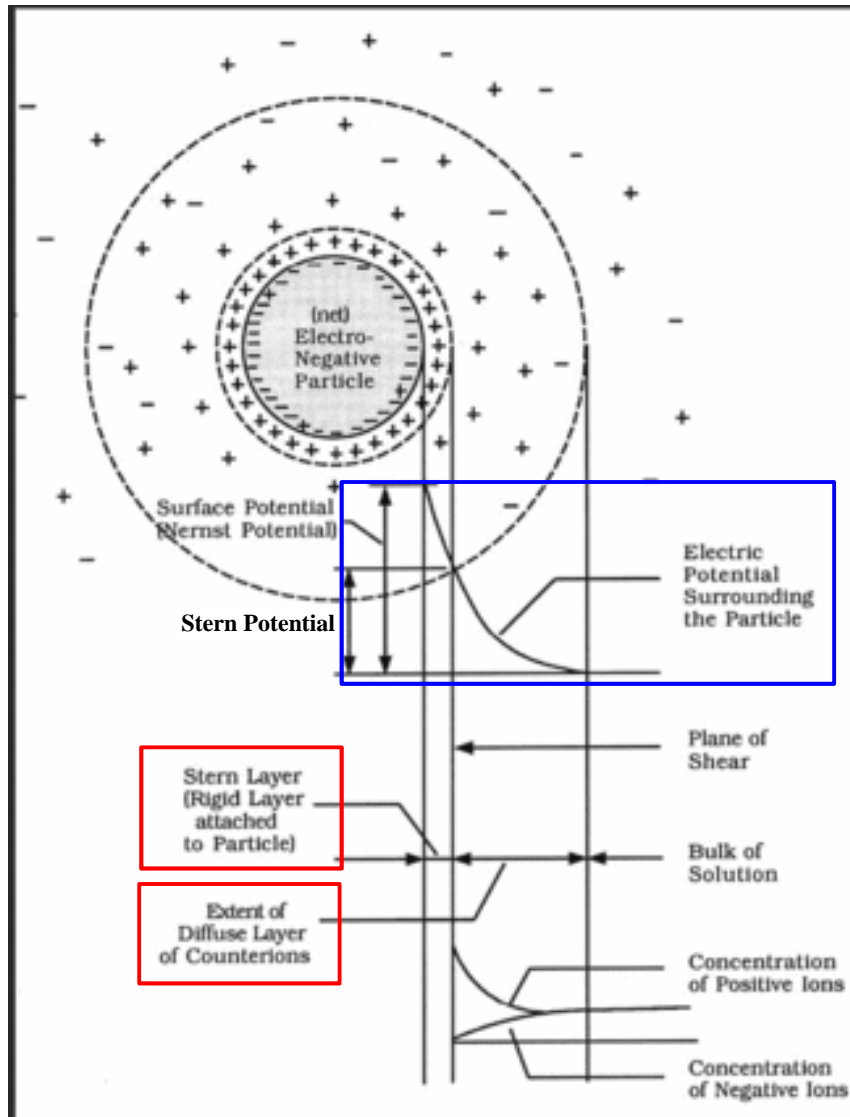 (net)
Electro-
Negative
Particle
Surface Potential
(Nernst Potential)
Electric
Potential
Surrounding
the Particle
Stern Potential
Plane of
Shear
Stern Layer
(Rigid Layer
attached
to Particle)
Bulk of
Solution
Extent of
Diffuse Layer
of Counterions
Concentration
of Positive Ions
Concentration
of Negative Ions